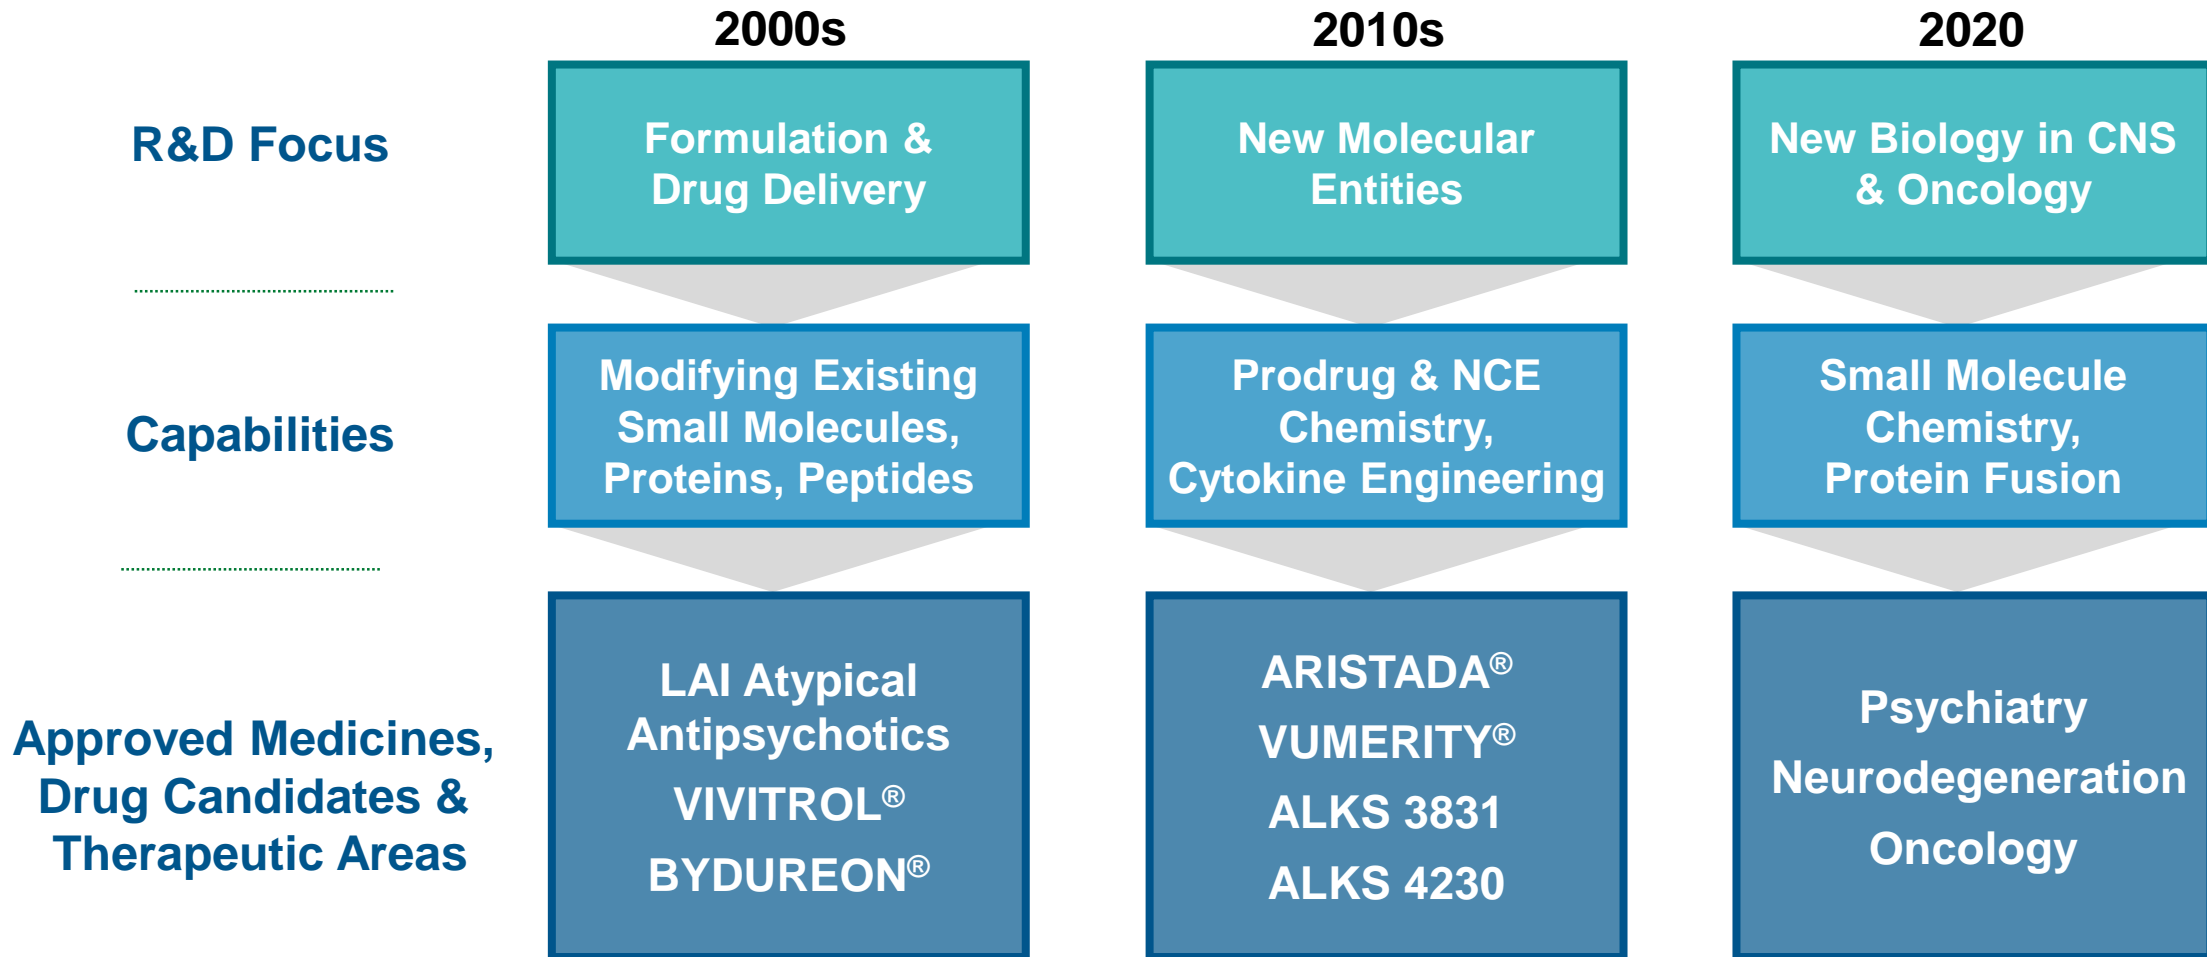 2000s
2010s
2020
R&D Focus
Formulation &
Drug Delivery
New Molecular
Entities
New Biology in CNS
& Oncology
Capabilities
Modifying Existing
Small Molecules,
Proteins, Peptides
Prodrug & NCE
Chemistry,
Cytokine Engineering
Small Molecule
Chemistry,
Protein Fusion
Approved Medicines,
Drug Candidates &
Therapeutic Areas
LAI Atypical
Antipsychotics
VIVITROL®
BYDUREON®
ARISTADA®
VUMERITY®
ALKS 3831
ALKS 4230
Psychiatry
Neurodegeneration
Oncology